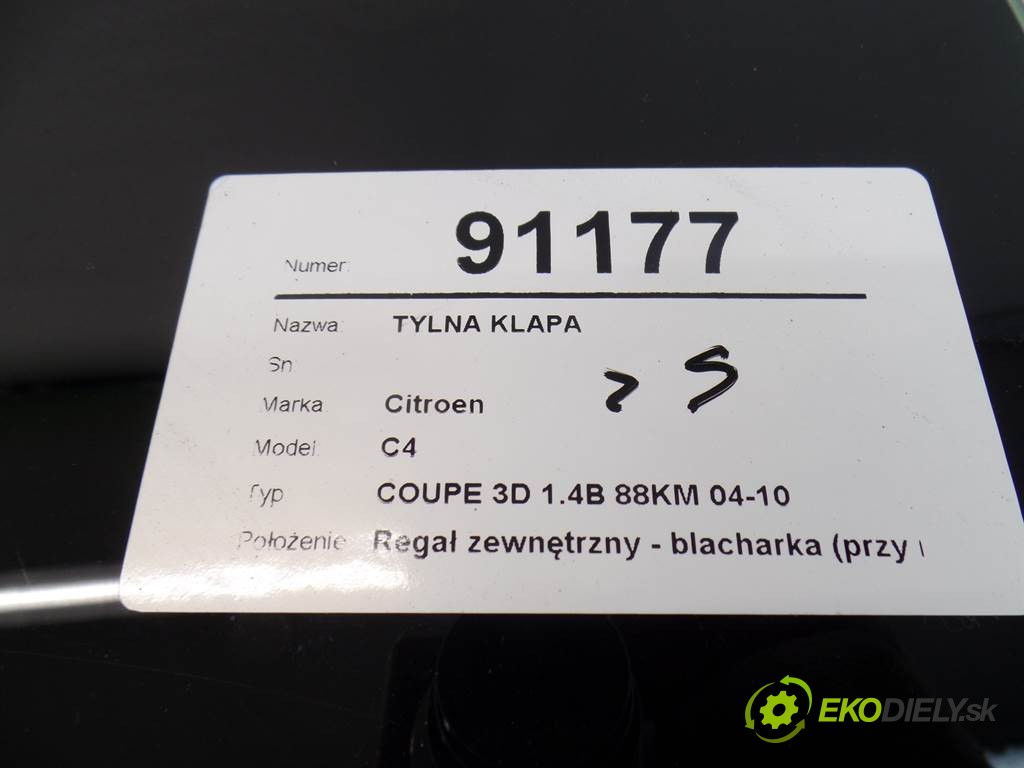 Numer: 91177
Nazwa: TYLNA KLAPA
Sn:
Marka: Citroen
Model: C4
Typ: COUPE 3D 1.4B 88KM 04-10
Położenie: Regał zewnętrzny - blacharka (przy
EKODIELY.sk